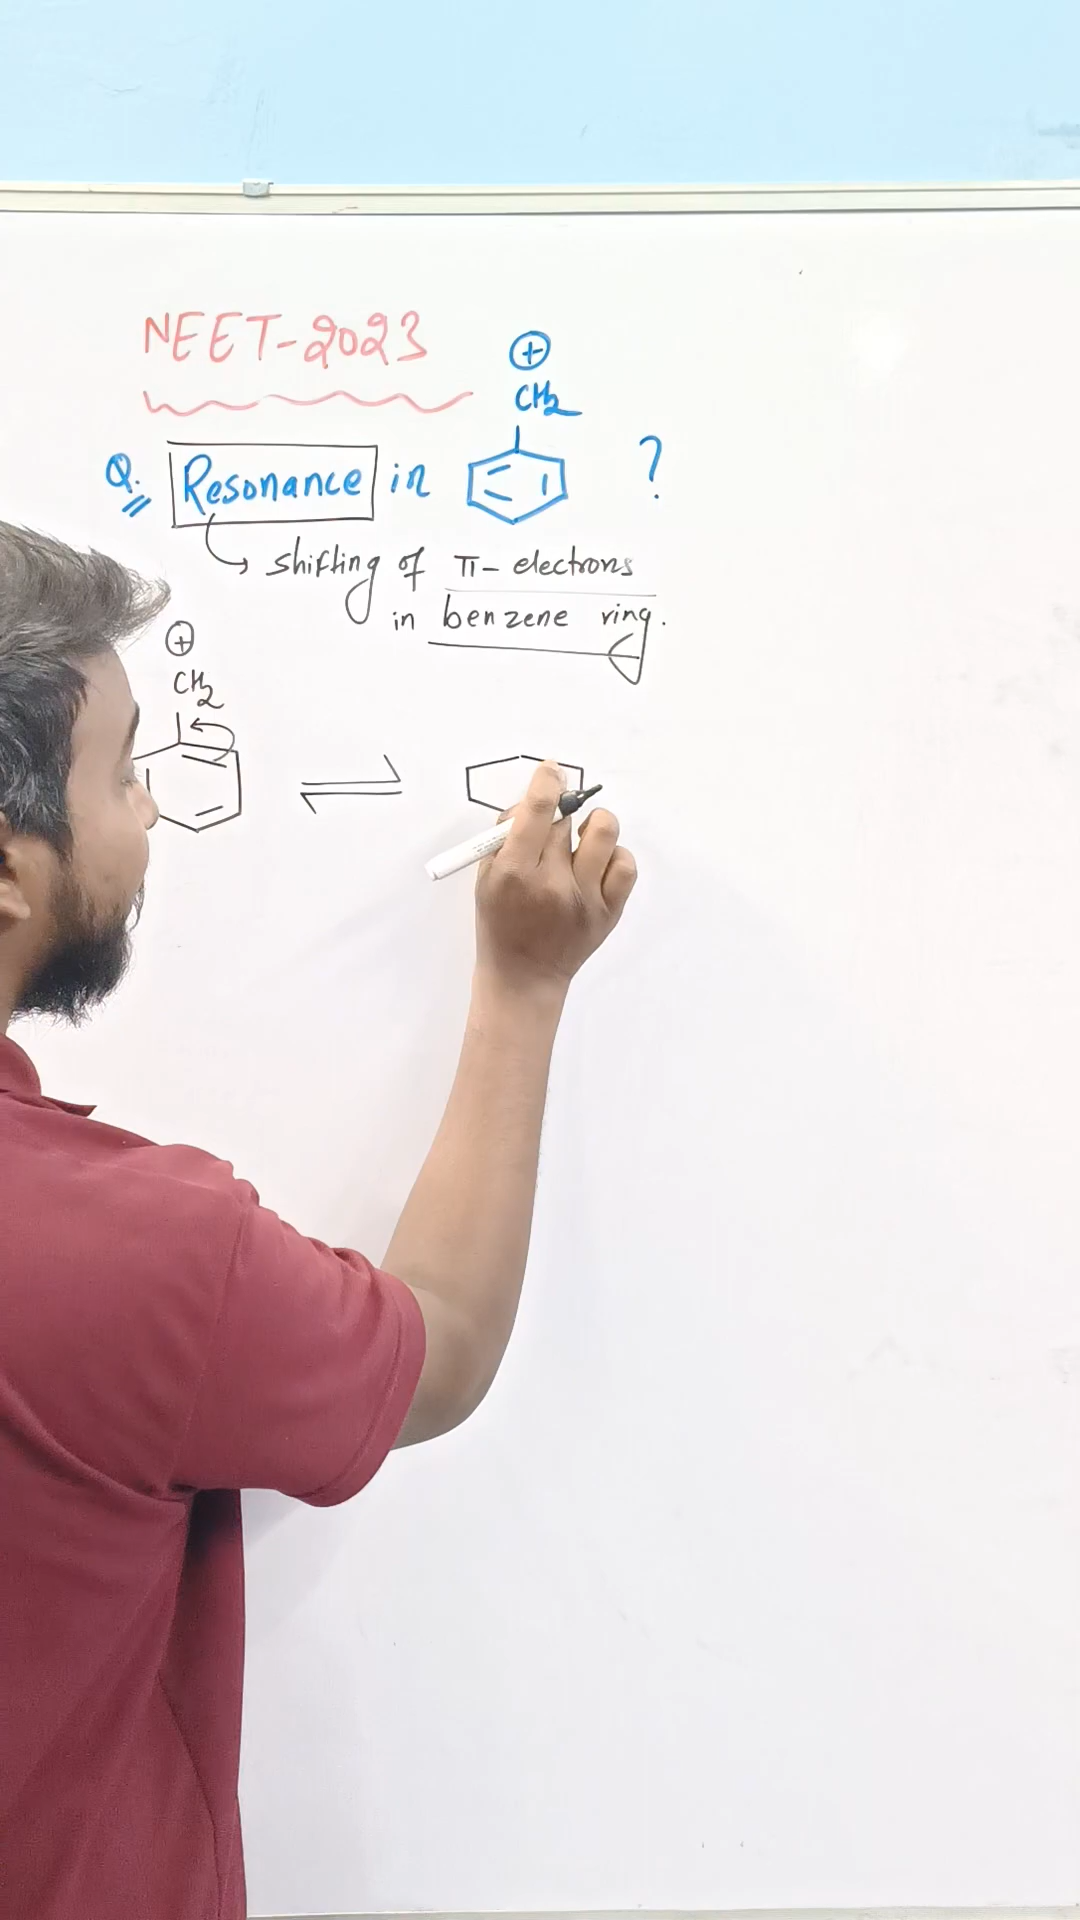 NEET-2023
⊕
CH2
Q. Resonance in ?
shifting of π- electrons
in benzene ring.
⊕
CH2